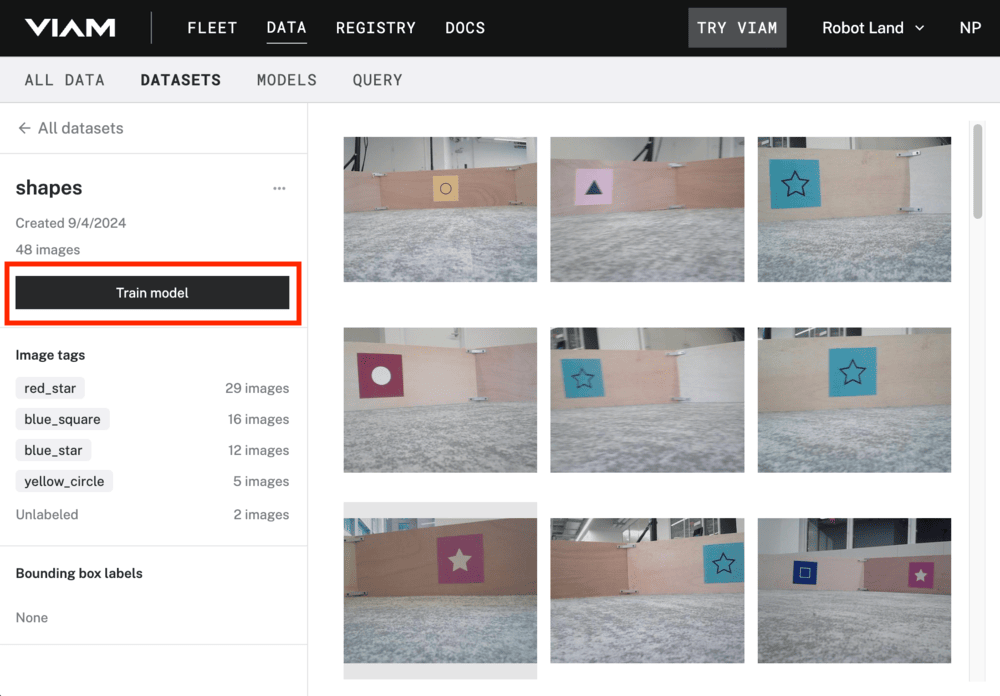 VIAM FLEET DATA REGISTRY DOCS TRY VIAM Robot Land NP
ALL DATA DATASETS MODELS QUERY
← All datasets
shapes
Created 9/4/2024
48 images
Train model
Image tags
red_star 29 images
blue_square 16 images
blue_star 12 images
yellow_circle 5 images
Unlabeled 2 images
Bounding box labels
None